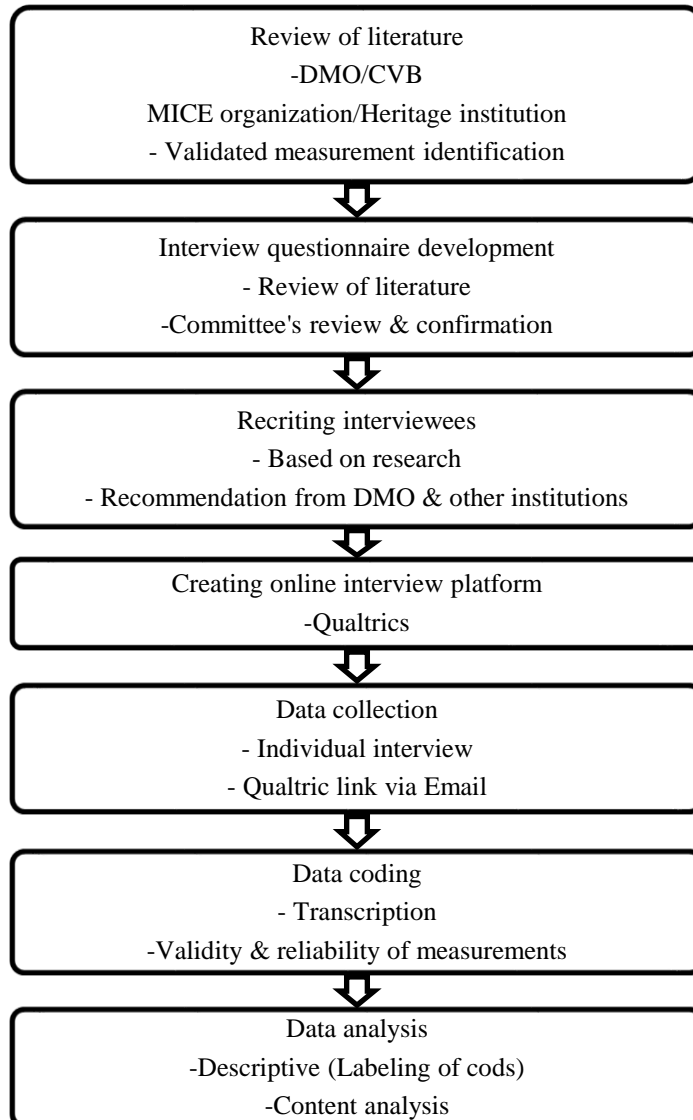 Review of literature
-DMO/CVB
MICE organization/Heritage institution
- Validated measurement identification
Interview questionnaire development
- Review of literature
-Committee's review & confirmation
Recriting interviewees
- Based on research
- Recommendation from DMO & other institutions
Creating online interview platform
-Qualtrics
Data collection
- Individual interview
- Qualtric link via Email
Data coding
- Transcription
-Validity & reliability of measurements
Data analysis
-Descriptive (Labeling of cods)
-Content analysis